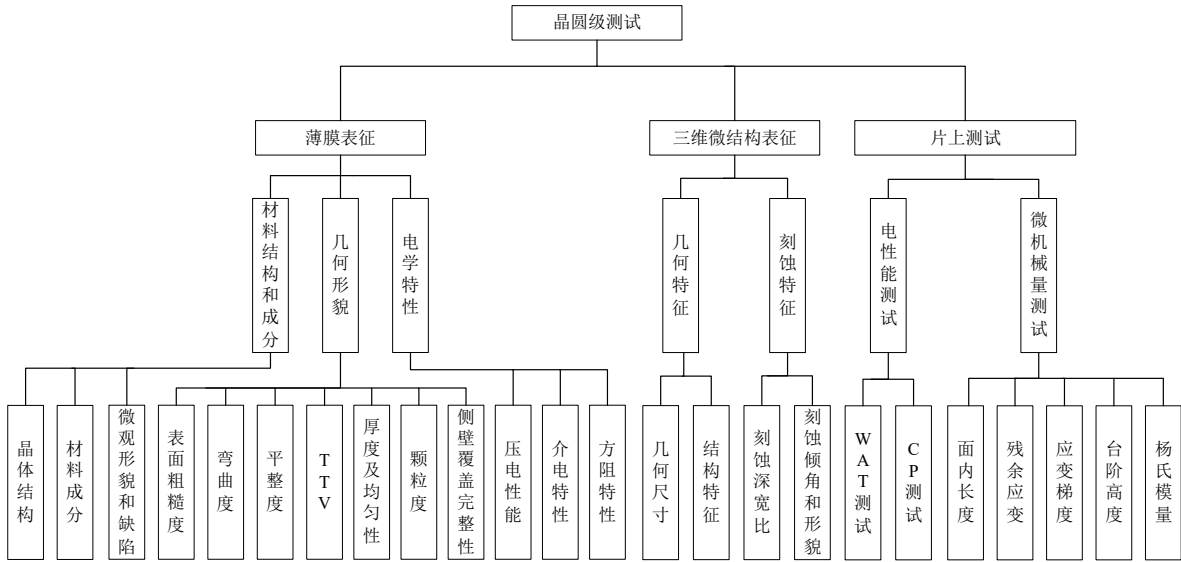 晶圆级测试
薄膜表征
三维微结构表征
片上测试
材料结构和成分
几何形貌
电学特性
几何特征
刻蚀特征
电性能测试
微机械量测试
晶体结构
材料成分
微观形貌和缺陷
表面粗糙度
弯曲度
平整度
TTV
厚度及均匀性
颗粒度
侧壁覆盖完整性
压电性能
介电特性
方阻特性
几何尺寸
结构特征
刻蚀深宽比
刻蚀倾角和形貌
WAT测试
CP测试
面内长度
残余应变
应变梯度
台阶高度
杨氏模量